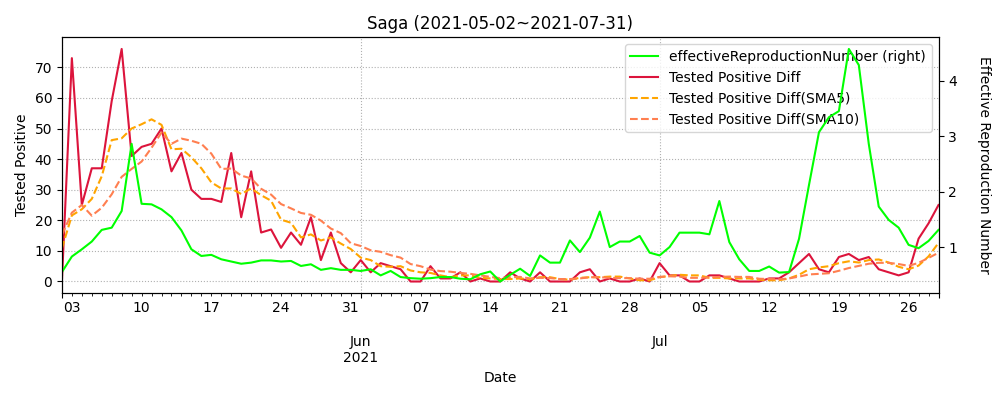 Saga (2021-05-02~2021-07-31)
effectiveReproductionNumber (right)
Tested Positive Diff
Tested Positive Diff(SMA5)
Tested Positive Diff(SMA10)
Tested Positive
70
60
50
40
30
20
10
0
4
3
2
1
Effective Reproduction Number
03 10 17 24 31 07 14 21 28 05 12 19 26
Jun Jul
2021
Date